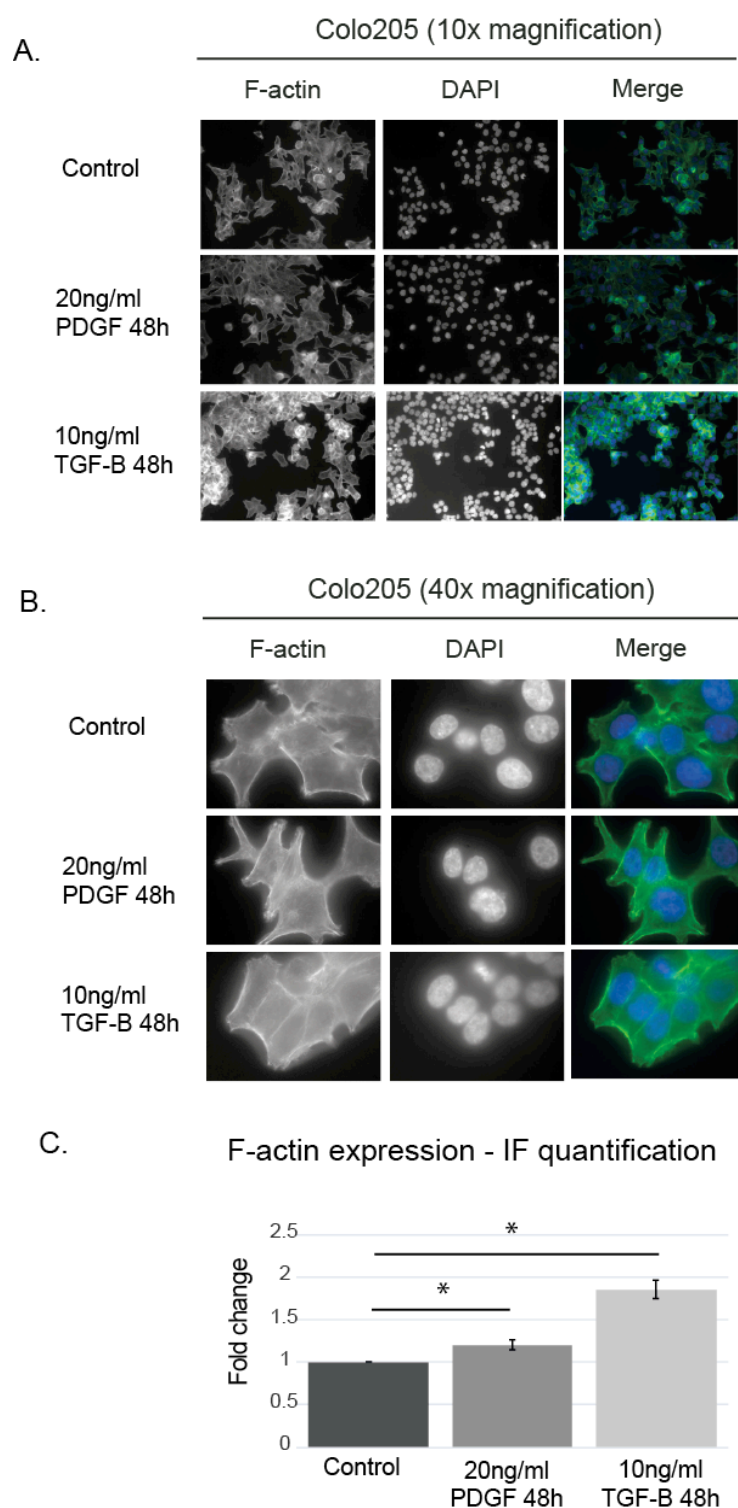 A.
Colo205 (10x magnification)
F-actin DAPI Merge
Control
20ng/ml
PDGF 48h
10ng/ml
TGF-B 48h
B.
Colo205 (40x magnification)
F-actin DAPI Merge
Control
20ng/ml
PDGF 48h
10ng/ml
TGF-B 48h
C.
F-actin expression - IF quantification
Fold change
2.5
2
1.5
1
0.5
0
*
*
Control
20ng/ml
PDGF 48h
10ng/ml
TGF-B 48h